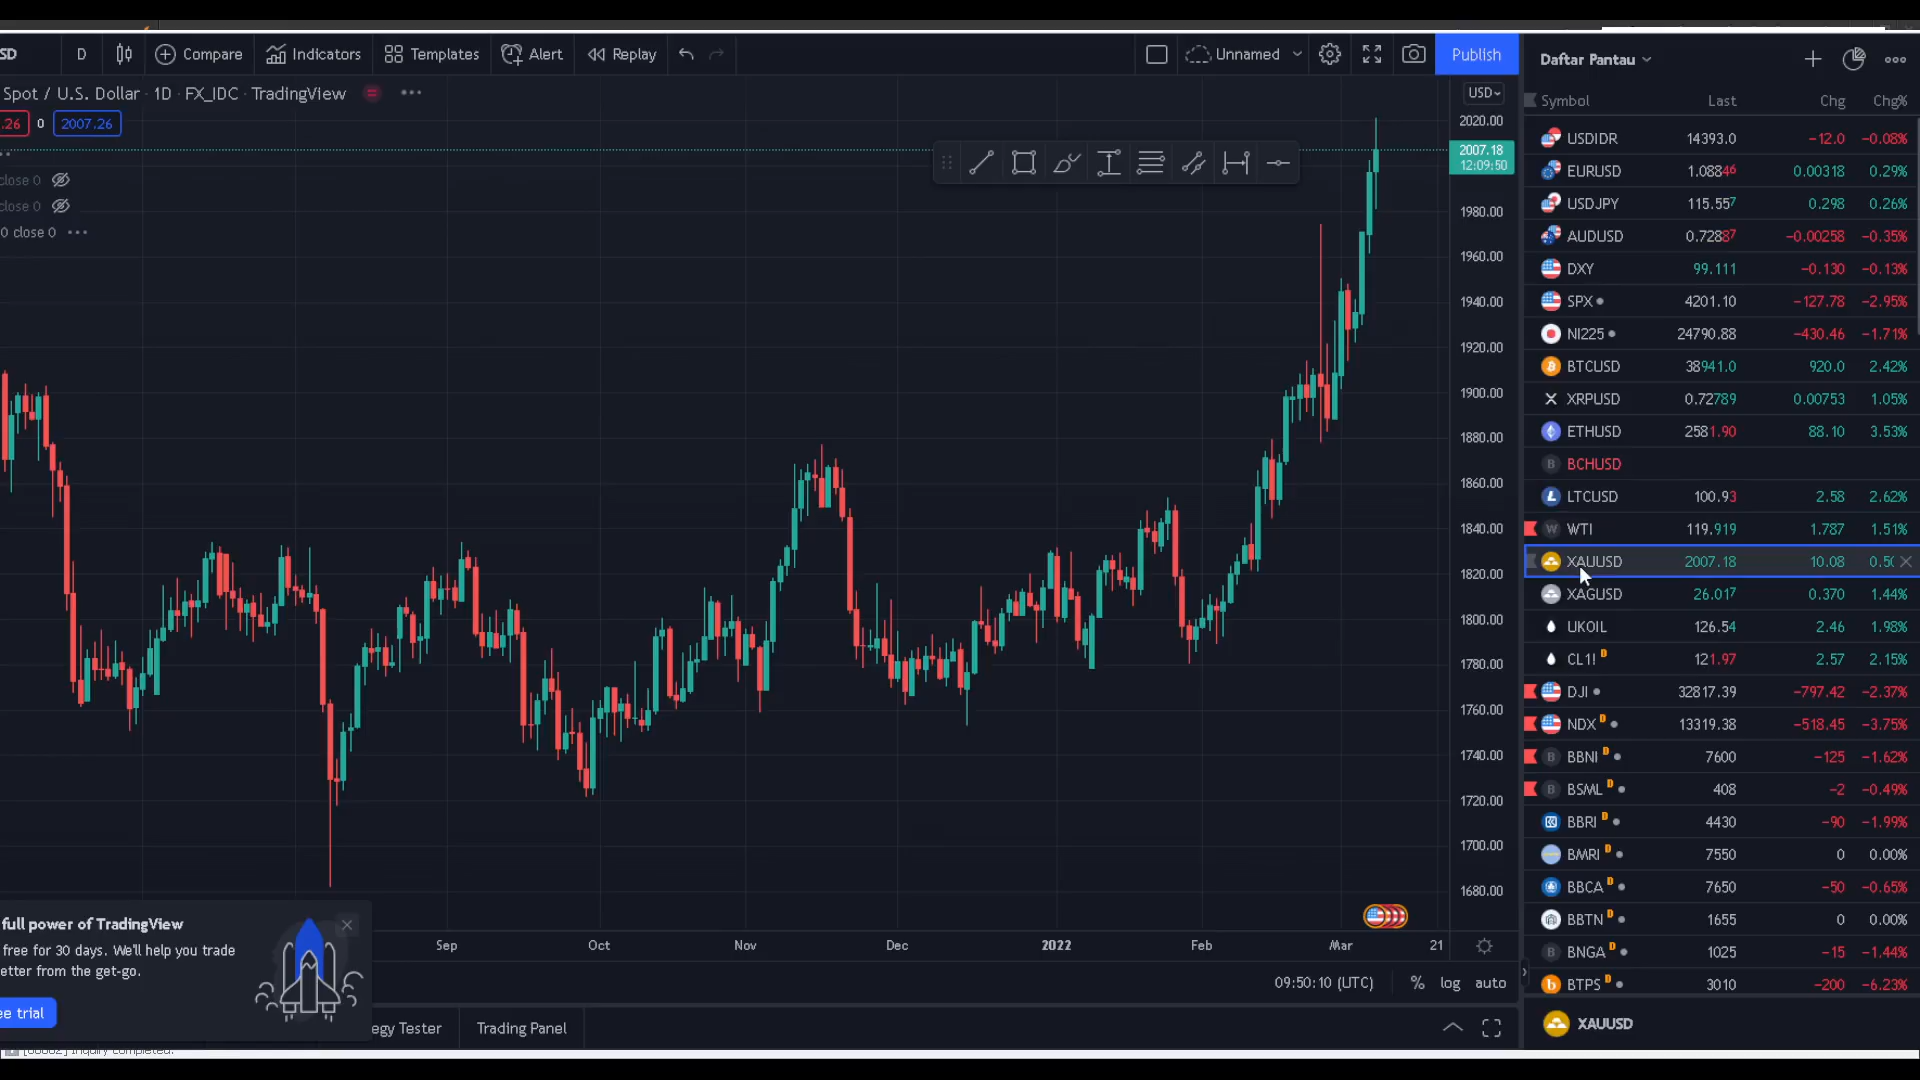 SD D Compare Indicators Templates Alert Replay Unnamed Publish
Daftar Pantau
Spot / U.S. Dollar · 1D · FX_IDC · TradingView
USD
.26 0 2007.26
close 0
close 0
0 close 0
2020.00
2007.18
12:09:50
1980.00
1960.00
1940.00
1920.00
1900.00
1880.00
1860.00
1840.00
1820.00
1800.00
1780.00
1760.00
1740.00
1720.00
1700.00
1680.00
Sep Oct Nov Dec 2022 Feb Mar 21
09:50:10 (UTC) % log auto
full power of TradingView
free for 30 days. We'll help you trade
etter from the get-go.
ee trial
egy Tester Trading Panel
[00002] Inquiry completed.
Symbol Last Chg Chg%
USDIDR 14393.0 −12.0 −0.08%
EURUSD 1.08846 0.00318 0.29%
USDJPY 115.557 0.298 0.26%
AUDUSD 0.72887 −0.00258 −0.35%
DXY 99.111 −0.130 −0.13%
SPX 4201.10 −127.78 −2.95%
NI225 24790.88 −430.46 −1.71%
BTCUSD 38941.0 920.0 2.42%
XRPUSD 0.72789 0.00753 1.05%
ETHUSD 2581.90 88.10 3.53%
B BCHUSD
LTCUSD 100.93 2.58 2.62%
W WTI 119.919 1.787 1.51%
XAUUSD 2007.18 10.08 0.50
XAGUSD 26.017 0.370 1.44%
UKOIL 126.54 2.46 1.98%
CL1! D 121.97 2.57 2.15%
DJI 32817.39 −797.42 −2.37%
NDX D 13319.38 −518.45 −3.75%
B BBNI D 7600 −125 −1.62%
B BSML D 408 −2 −0.49%
BBRI D 4430 −90 −1.99%
BMRI D 7550 0 0.00%
BBCA D 7650 −50 −0.65%
BBTN D 1655 0 0.00%
B BNGA D 1025 −15 −1.44%
BTPS D 3010 −200 −6.23%
XAUUSD